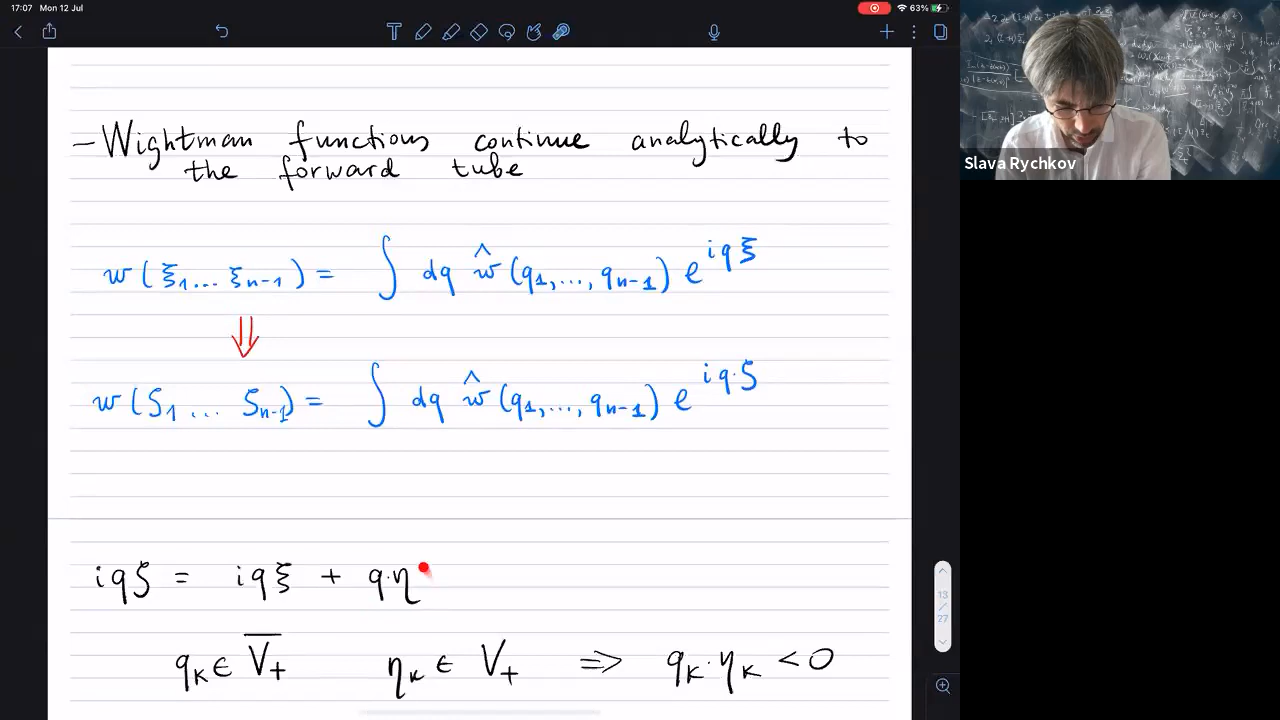 17:07 Mon 12 Jul
63%
– Wightman functions continue analytically to
the forward tube
w(ξ₁...ξₙ₋₁) = ∫ dq ŵ(q₁,...,qₙ₋₁) e^{iqξ}
⇓
w(ζ₁...ζₙ₋₁) = ∫ dq ŵ(q₁,...,qₙ₋₁) e^{iq·ζ}
iqζ = iqξ + q·η
qₖ ∈ V̅₊ ηₖ ∈ V₊ ⇒ qₖ·ηₖ < 0
13
/
27
Slava Rychkov